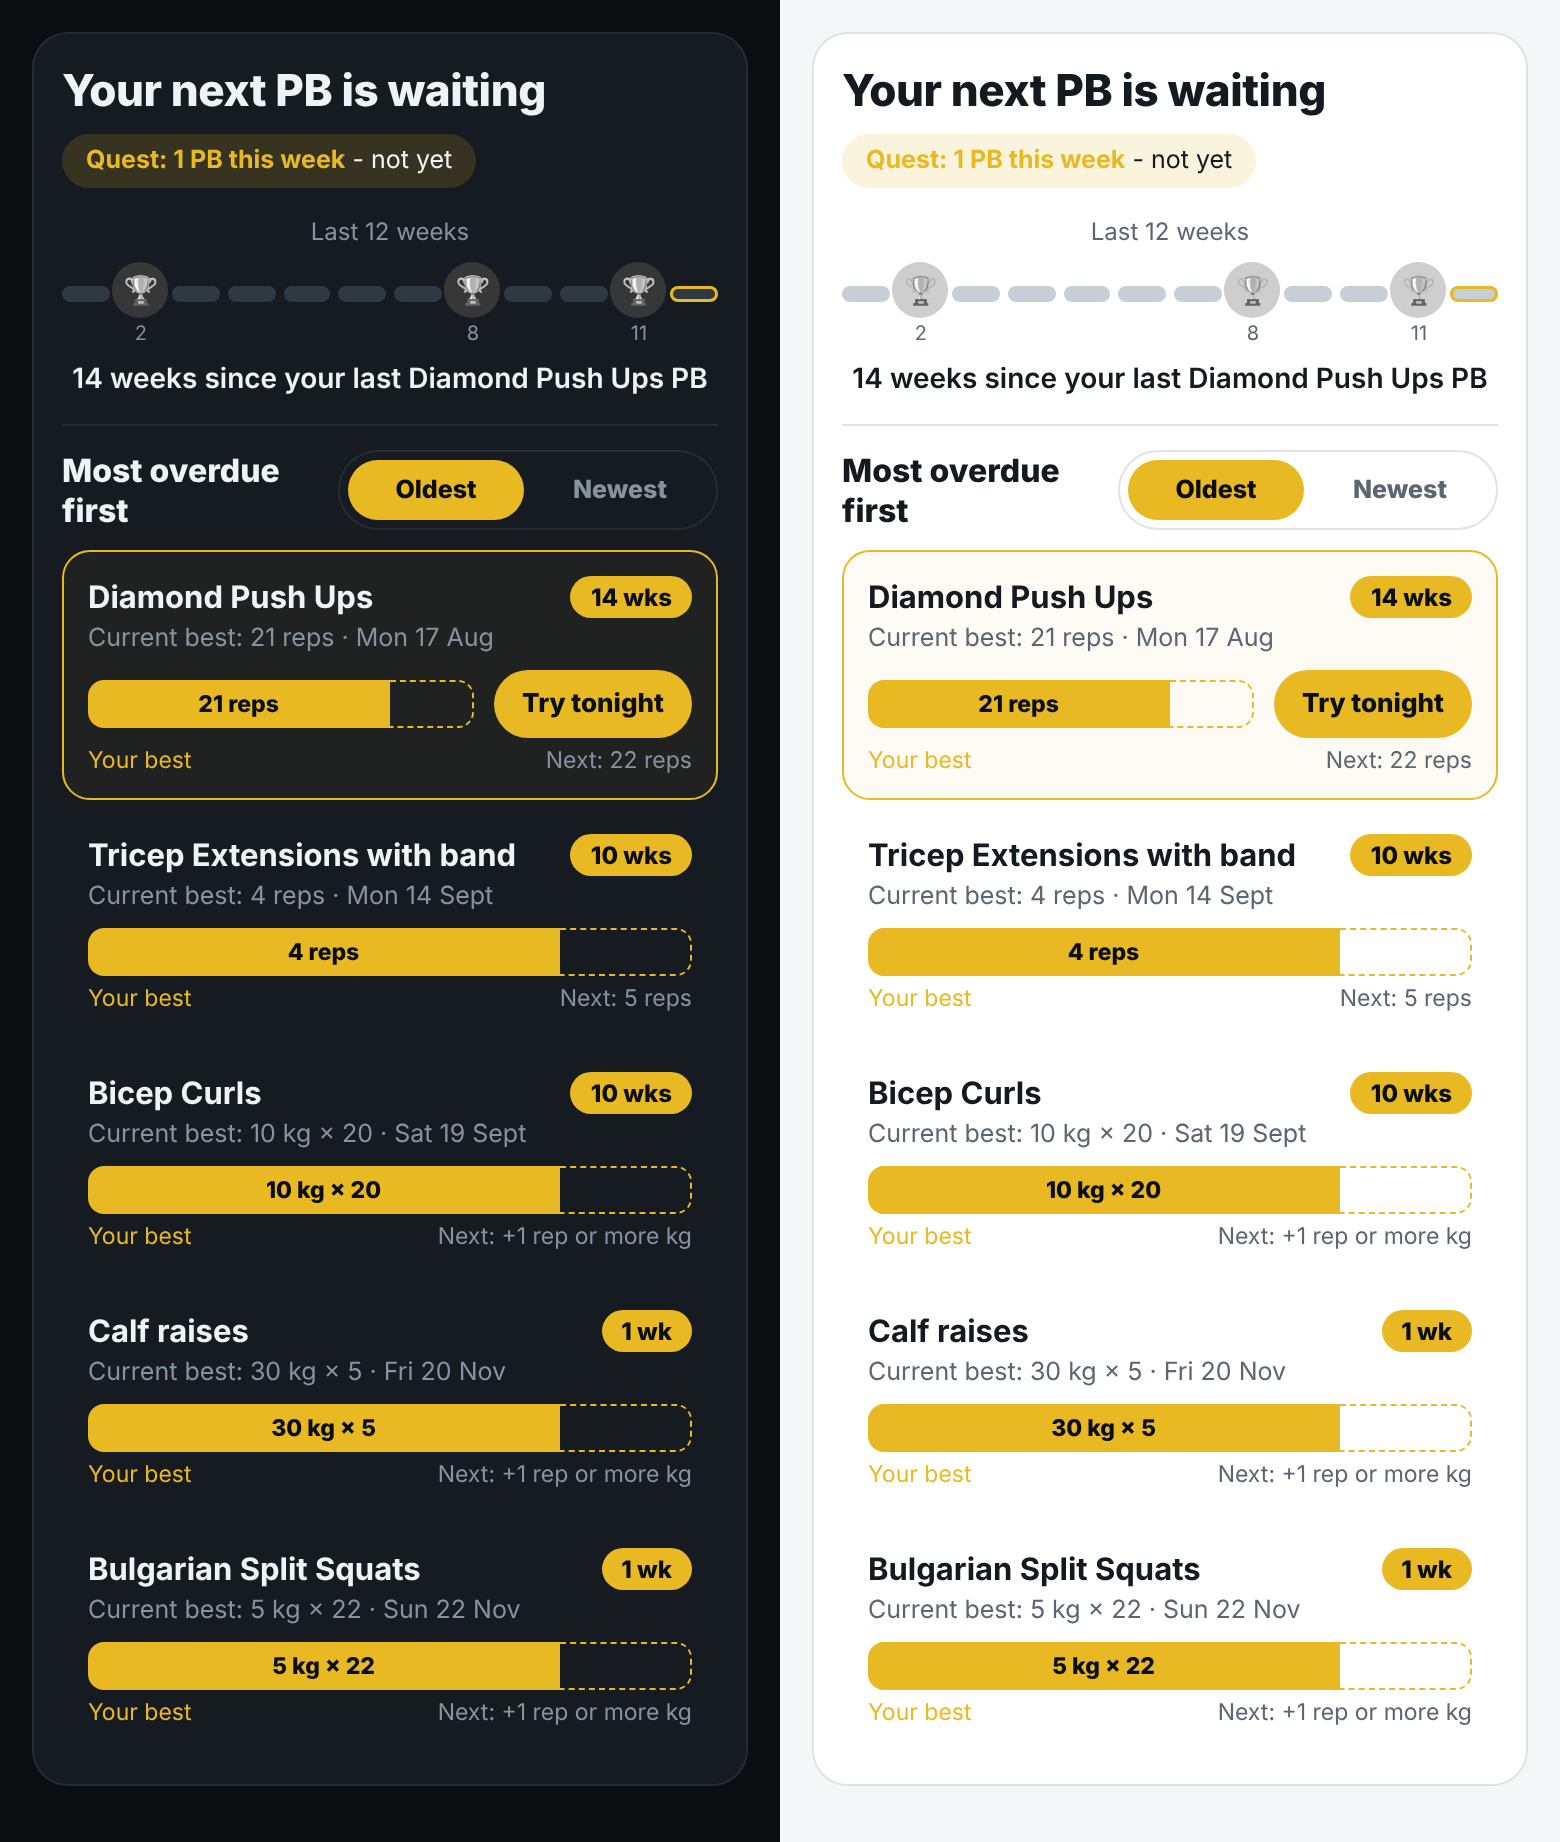 Your next PB is waiting
Quest: 1 PB this week - not yet
Last 12 weeks
2 8 11
14 weeks since your last Diamond Push Ups PB
Most overdue
first
Oldest Newest
Diamond Push Ups 14 wks
Current best: 21 reps · Mon 17 Aug
21 reps Try tonight
Your best Next: 22 reps
Tricep Extensions with band 10 wks
Current best: 4 reps · Mon 14 Sept
4 reps
Your best Next: 5 reps
Bicep Curls 10 wks
Current best: 10 kg × 20 · Sat 19 Sept
10 kg × 20
Your best Next: +1 rep or more kg
Calf raises 1 wk
Current best: 30 kg × 5 · Fri 20 Nov
30 kg × 5
Your best Next: +1 rep or more kg
Bulgarian Split Squats 1 wk
Current best: 5 kg × 22 · Sun 22 Nov
5 kg × 22
Your best Next: +1 rep or more kg
Your next PB is waiting
Quest: 1 PB this week - not yet
Last 12 weeks
2 8 11
14 weeks since your last Diamond Push Ups PB
Most overdue
first
Oldest Newest
Diamond Push Ups 14 wks
Current best: 21 reps · Mon 17 Aug
21 reps Try tonight
Your best Next: 22 reps
Tricep Extensions with band 10 wks
Current best: 4 reps · Mon 14 Sept
4 reps
Your best Next: 5 reps
Bicep Curls 10 wks
Current best: 10 kg × 20 · Sat 19 Sept
10 kg × 20
Your best Next: +1 rep or more kg
Calf raises 1 wk
Current best: 30 kg × 5 · Fri 20 Nov
30 kg × 5
Your best Next: +1 rep or more kg
Bulgarian Split Squats 1 wk
Current best: 5 kg × 22 · Sun 22 Nov
5 kg × 22
Your best Next: +1 rep or more kg